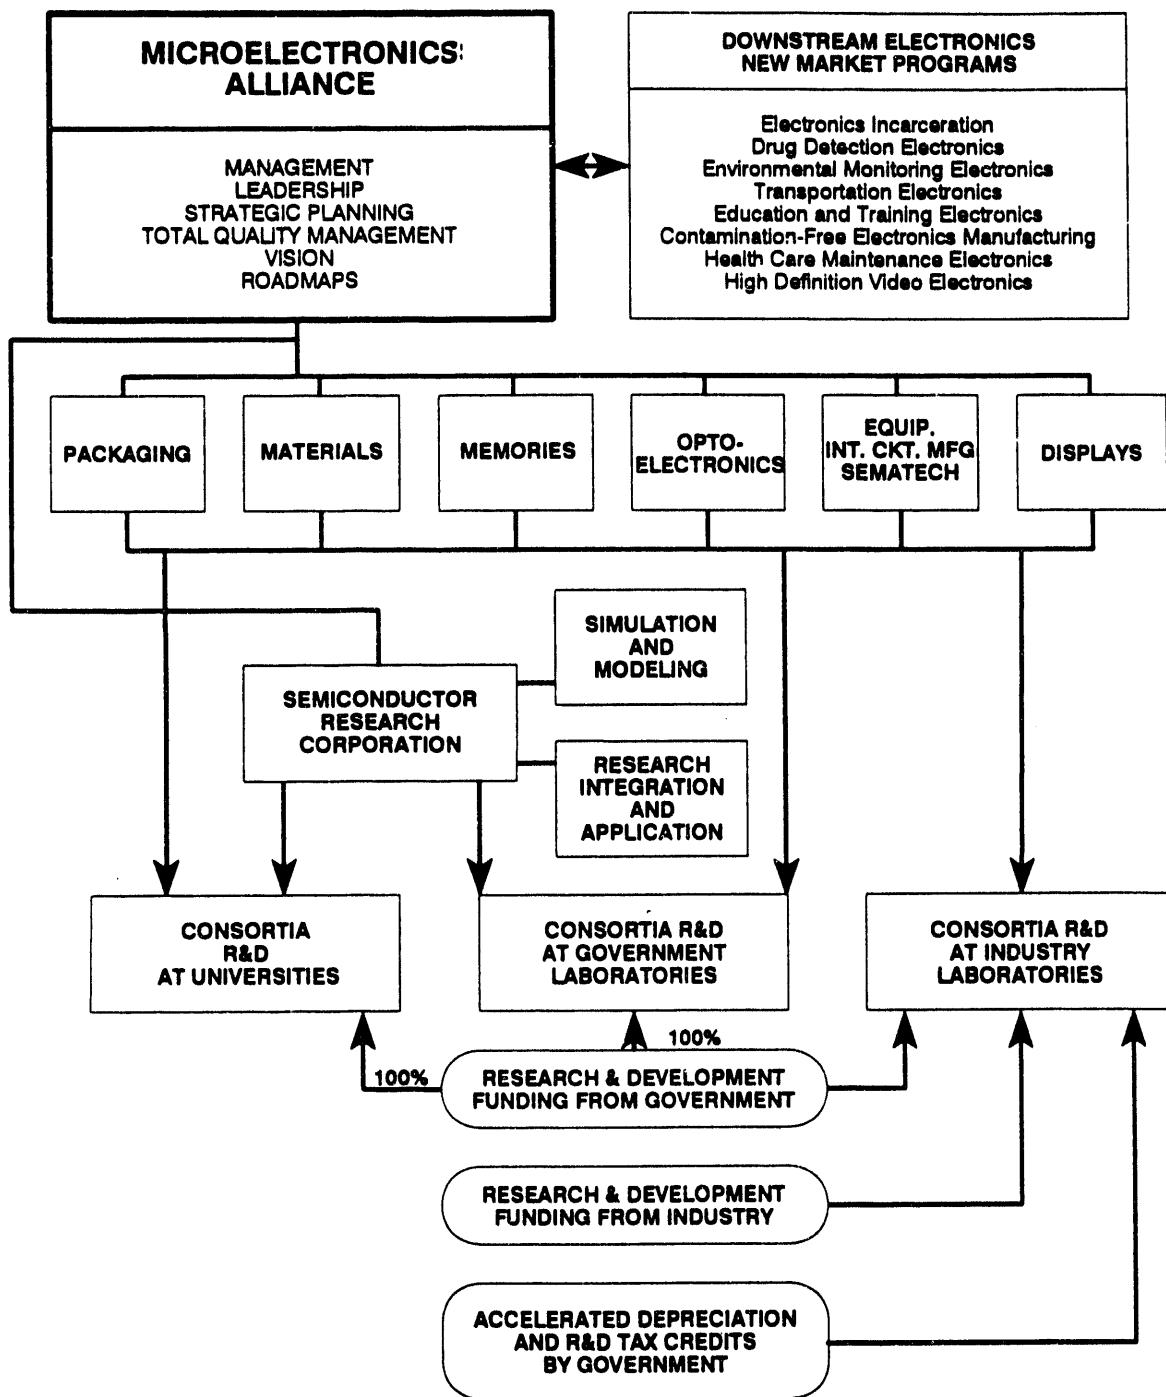 MICROELECTRONICS
ALLIANCE
MANAGEMENT
LEADERSHIP
STRATEGIC PLANNING
TOTAL QUALITY MANAGEMENT
VISION
ROADMAPS
DOWNSTREAM ELECTRONICS
NEW MARKET PROGRAMS
Electronics Incarceration
Drug Detection Electronics
Environmental Monitoring Electronics
Transportation Electronics
Education and Training Electronics
Contamination-Free Electronics Manufacturing
Health Care Maintenance Electronics
High Definition Video Electronics
PACKAGING
MATERIALS
MEMORIES
OPTO-
ELECTRONICS
EQUIP.
INT. CKT. MFG
SEMATECH
DISPLAYS
SIMULATION
AND
MODELING
SEMICONDUCTOR
RESEARCH
CORPORATION
RESEARCH
INTEGRATION
AND
APPLICATION
CONSORTIA
R&D
AT UNIVERSITIES
CONSORTIA R&D
AT GOVERNMENT
LABORATORIES
CONSORTIA R&D
AT INDUSTRY
LABORATORIES
100%
100%
RESEARCH & DEVELOPMENT
FUNDING FROM GOVERNMENT
RESEARCH & DEVELOPMENT
FUNDING FROM INDUSTRY
ACCELERATED DEPRECIATION
AND R&D TAX CREDITS
BY GOVERNMENT